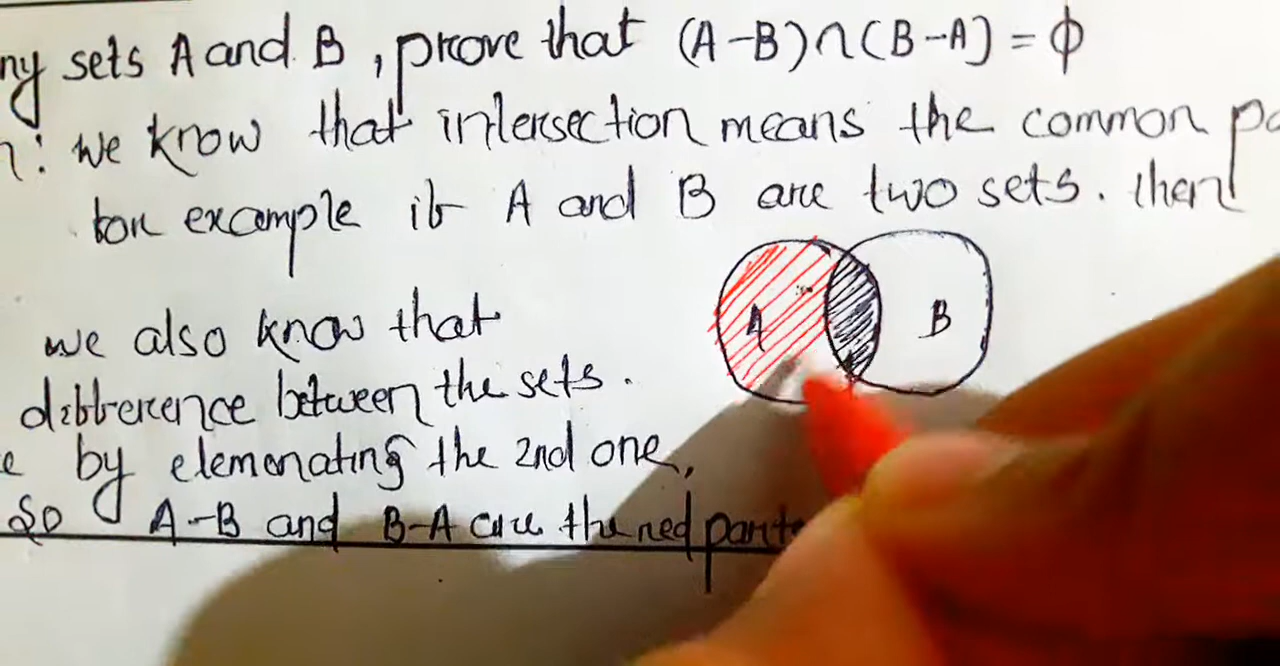 ny sets A and B, prove that (A-B)∩(B-A) = ϕ
n: we know that intersection means the common pa
for example if A and B are two sets. Then
A B
we also know that
difference between the sets.
e by elemenating the 2nd one,
So A-B and B-A are the red parts